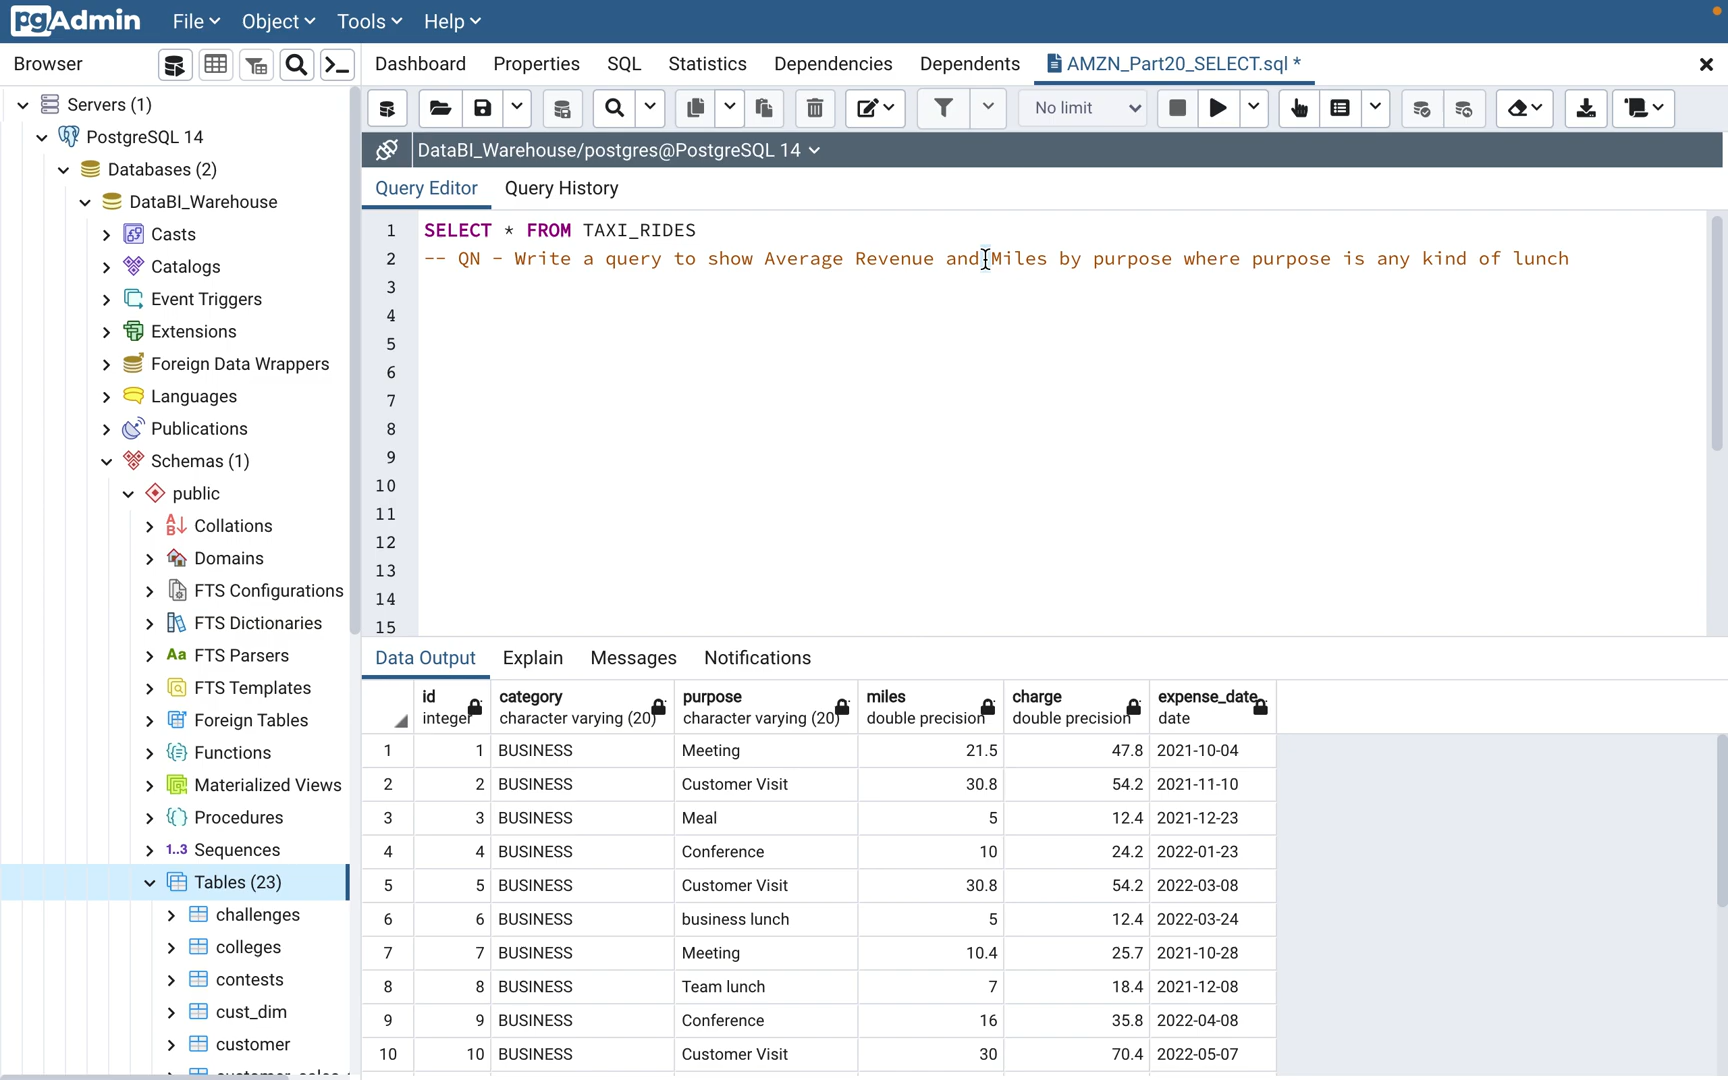 pgAdmin File Object Tools Help
Browser Dashboard Properties SQL Statistics Dependencies Dependents AMZN_Part20_SELECT.sql *
No limit
DataBI_Warehouse/postgres@PostgreSQL 14
Query Editor Query History
Servers (1)
PostgreSQL 14
Databases (2)
DataBI_Warehouse
Casts
Catalogs
Event Triggers
Extensions
Foreign Data Wrappers
Languages
Publications
Schemas (1)
public
Collations
Domains
FTS Configurations
FTS Dictionaries
Aa FTS Parsers
FTS Templates
Foreign Tables
Functions
Materialized Views
Procedures
1..3 Sequences
Tables (23)
challenges
colleges
contests
cust_dim
customer
1 SELECT * FROM TAXI_RIDES
2 -- QN - Write a query to show Average Revenue and Miles by purpose where purpose is any kind of lunch
3
4
5
6
7
8
9
10
11
12
13
14
15
Data Output Explain Messages Notifications
id category purpose miles charge expense_date
integer character varying (20) character varying (20) double precision double precision date
1 1 BUSINESS Meeting 21.5 47.8 2021-10-04
2 2 BUSINESS Customer Visit 30.8 54.2 2021-11-10
3 3 BUSINESS Meal 5 12.4 2021-12-23
4 4 BUSINESS Conference 10 24.2 2022-01-23
5 5 BUSINESS Customer Visit 30.8 54.2 2022-03-08
6 6 BUSINESS business lunch 5 12.4 2022-03-24
7 7 BUSINESS Meeting 10.4 25.7 2021-10-28
8 8 BUSINESS Team lunch 7 18.4 2021-12-08
9 9 BUSINESS Conference 16 35.8 2022-04-08
10 10 BUSINESS Customer Visit 30 70.4 2022-05-07